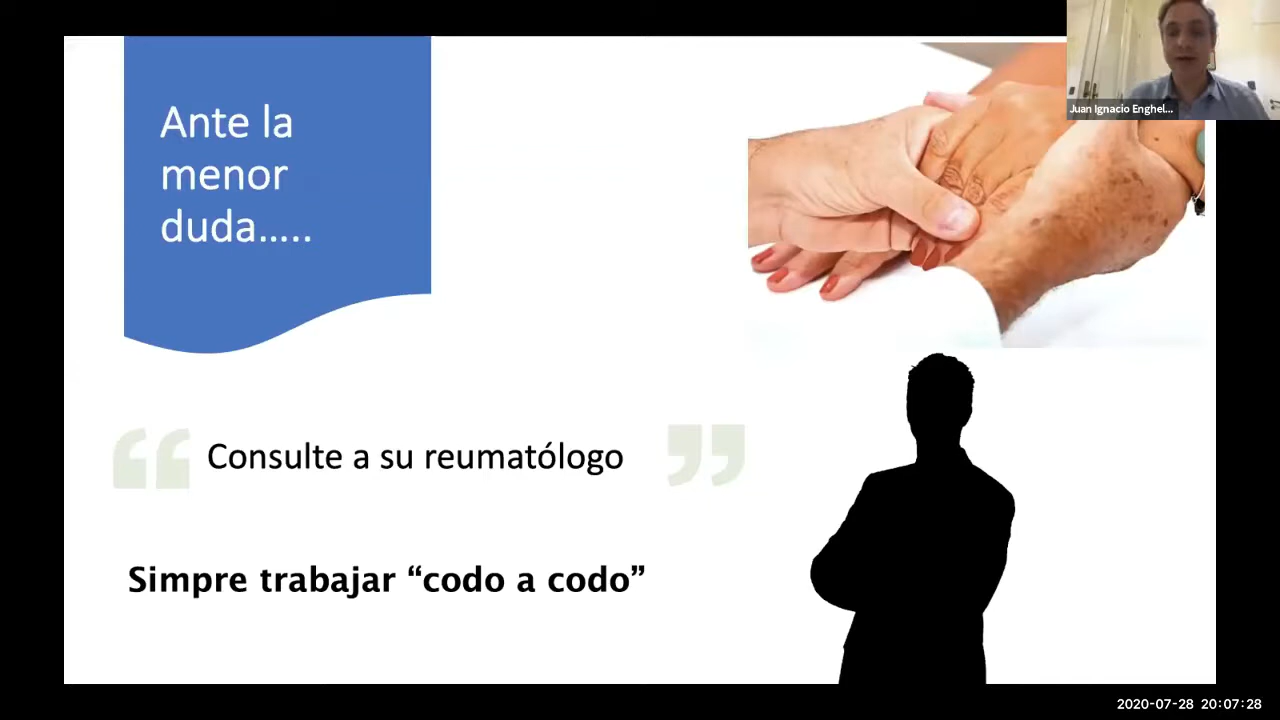 Ante la
menor
duda.....
Juan Ignacio Enghel...
“ Consulte a su reumatólogo ”
Simpre trabajar “codo a codo”
2020-07-28 20:07:28